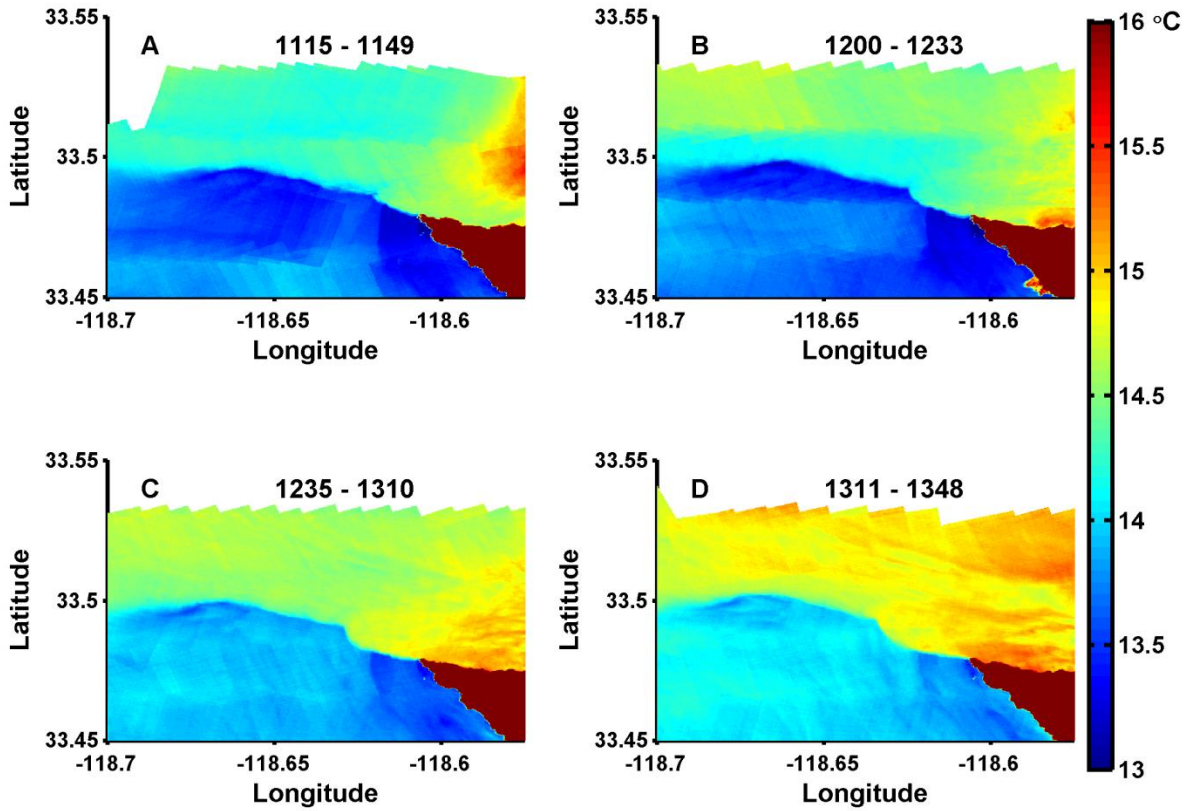 33.55
33.5
33.45
Latitude
A
1115 - 1149
-118.7
-118.65
-118.6
Longitude
33.55
33.5
33.45
Latitude
B
1200 - 1233
-118.7
-118.65
-118.6
Longitude
16 °C
15.5
15
14.5
14
13.5
13
33.55
33.5
33.45
Latitude
C
1235 - 1310
-118.7
-118.65
-118.6
Longitude
33.55
33.5
33.45
Latitude
D
1311 - 1348
-118.7
-118.65
-118.6
Longitude